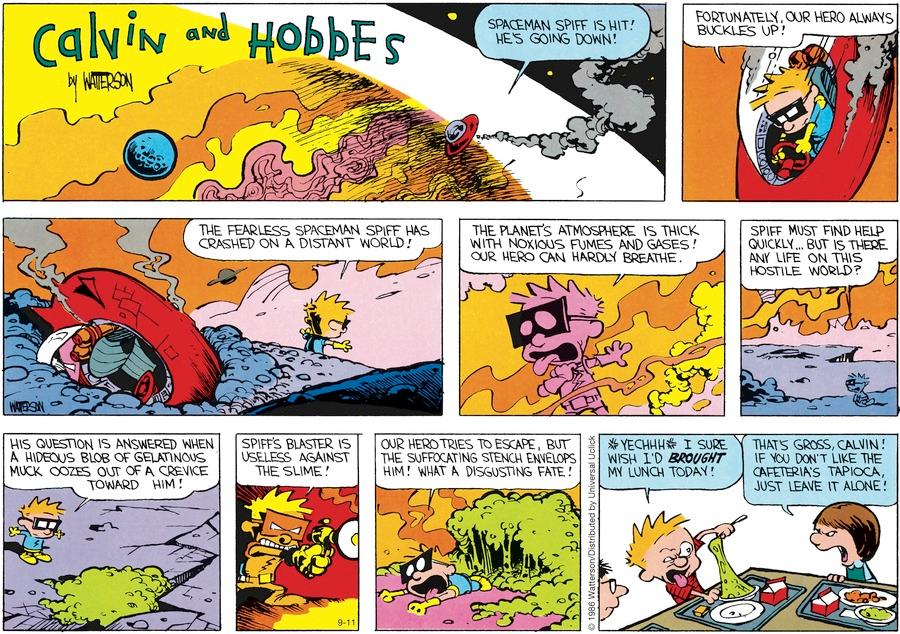 Calvin and HobbEs
by WATTERSON
SPACEMAN SPIFF IS HIT!
HE'S GOING DOWN!
FORTUNATELY, OUR HERO ALWAYS
BUCKLES UP!
THE FEARLESS SPACEMAN SPIFF HAS
CRASHED ON A DISTANT WORLD!
WATTERSON
THE PLANET'S ATMOSPHERE IS THICK
WITH NOXIOUS FUMES AND GASES!
OUR HERO CAN HARDLY BREATHE.
SPIFF MUST FIND HELP
QUICKLY... BUT IS THERE
ANY LIFE ON THIS
HOSTILE WORLD?
HIS QUESTION IS ANSWERED WHEN
A HIDEOUS BLOB OF GELATINOUS
MUCK OOZES OUT OF A CREVICE
TOWARD HIM!
SPIFF'S BLASTER IS
USELESS AGAINST
THE SLIME!
9-11
OUR HERO TRIES TO ESCAPE, BUT
THE SUFFOCATING STENCH ENVELOPS
HIM! WHAT A DISGUSTING FATE!
© 1986 Watterson/Distributed by Universal Uclick
*YECHHH* I SURE
WISH I'D BROUGHT
MY LUNCH TODAY!
THAT'S GROSS, CALVIN!
IF YOU DON'T LIKE THE
CAFETERIA'S TAPIOCA,
JUST LEAVE IT ALONE!